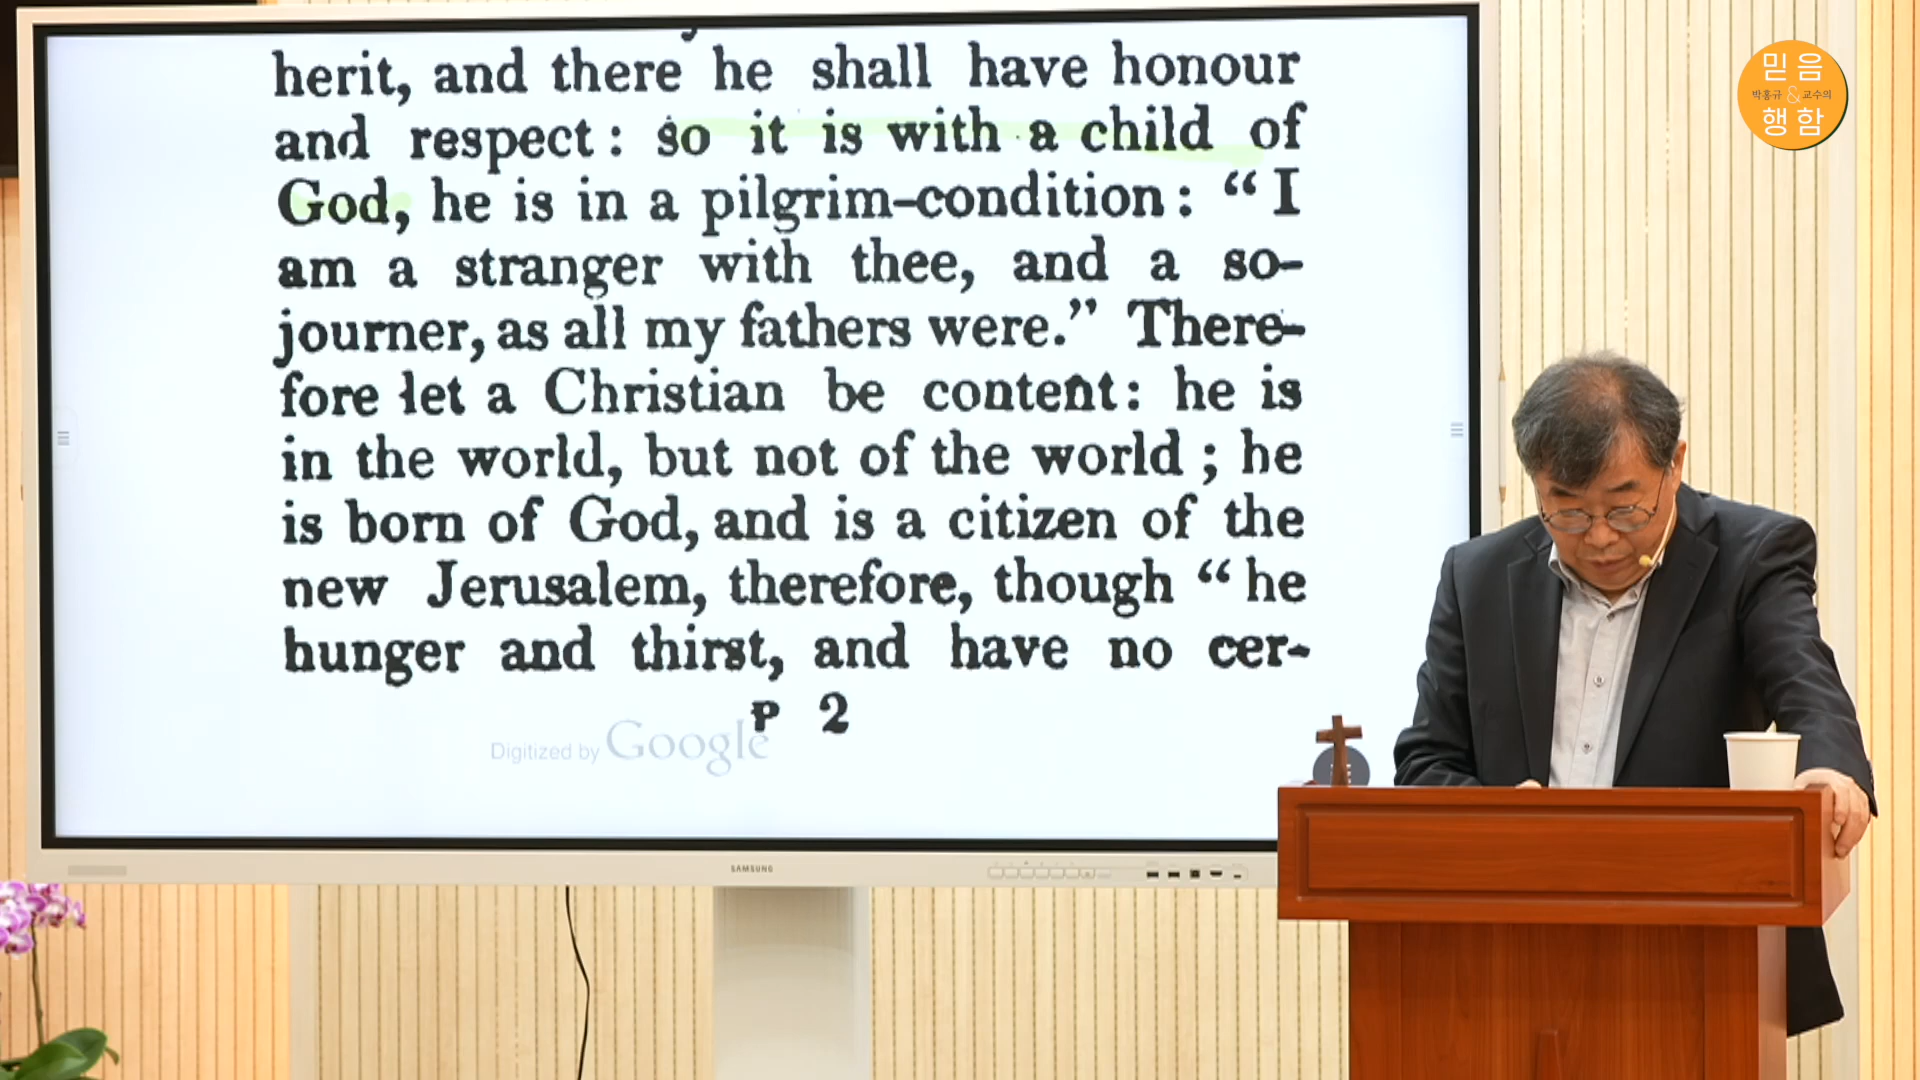 herit, and there he shall have honour
and respect: so it is with a child of
God, he is in a pilgrim-condition: “I
am a stranger with thee, and a so-
journer, as all my fathers were.” There-
fore let a Christian be content: he is
in the world, but not of the world; he
is born of God, and is a citizen of the
new Jerusalem, therefore, though “he
hunger and thirst, and have no cer-
P 2
Digitized by Google
SAMSUNG
믿음
박홍규 & 교수의
행함